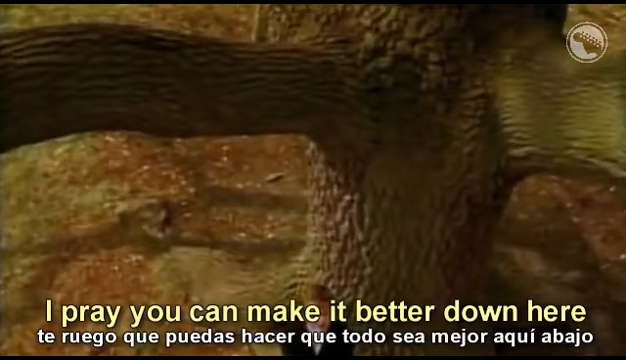 I pray you can make it better down here
te ruego que puedas hacer que todo sea mejor aquí abajo